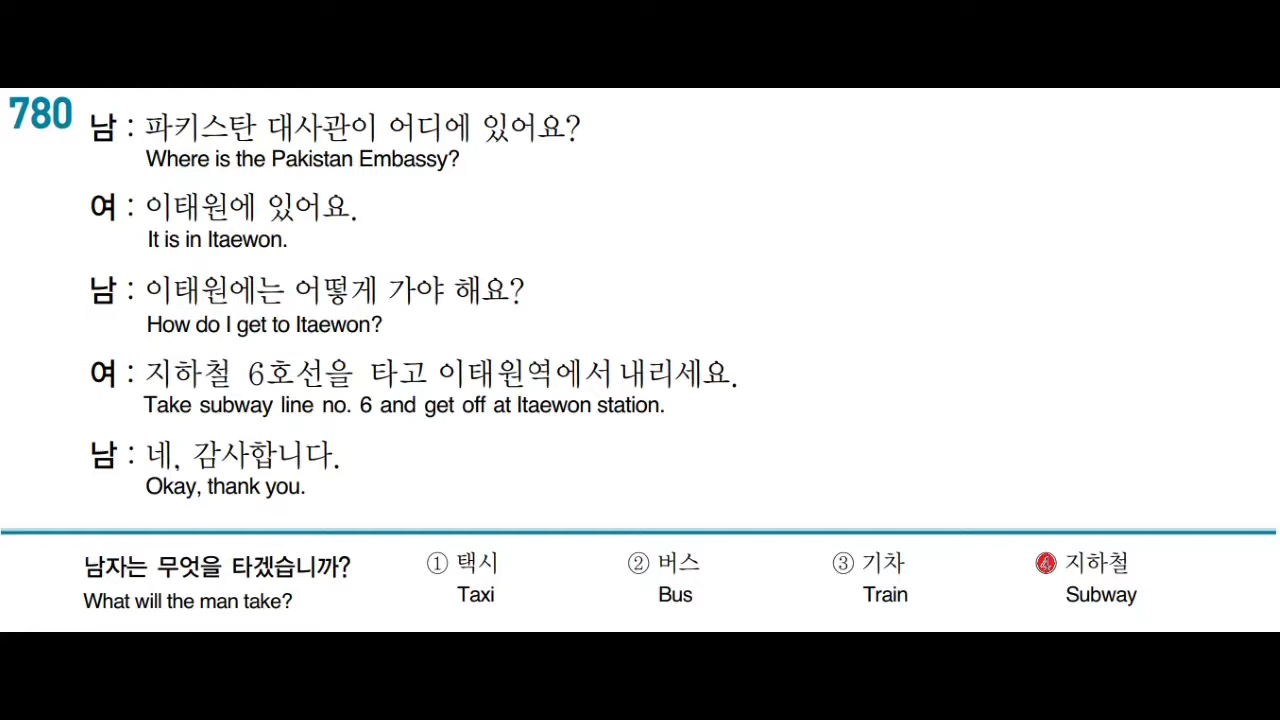 780
남 : 파키스탄 대사관이 어디에 있어요?
Where is the Pakistan Embassy?
여 : 이태원에 있어요.
It is in Itaewon.
남 : 이태원에는 어떻게 가야 해요?
How do I get to Itaewon?
여 : 지하철 6호선을 타고 이태원역에서 내리세요.
Take subway line no. 6 and get off at Itaewon station.
남 : 네, 감사합니다.
Okay, thank you.
남자는 무엇을 타겠습니까? ① 택시 ② 버스 ③ 기차 ④ 지하철
What will the man take? Taxi Bus Train Subway